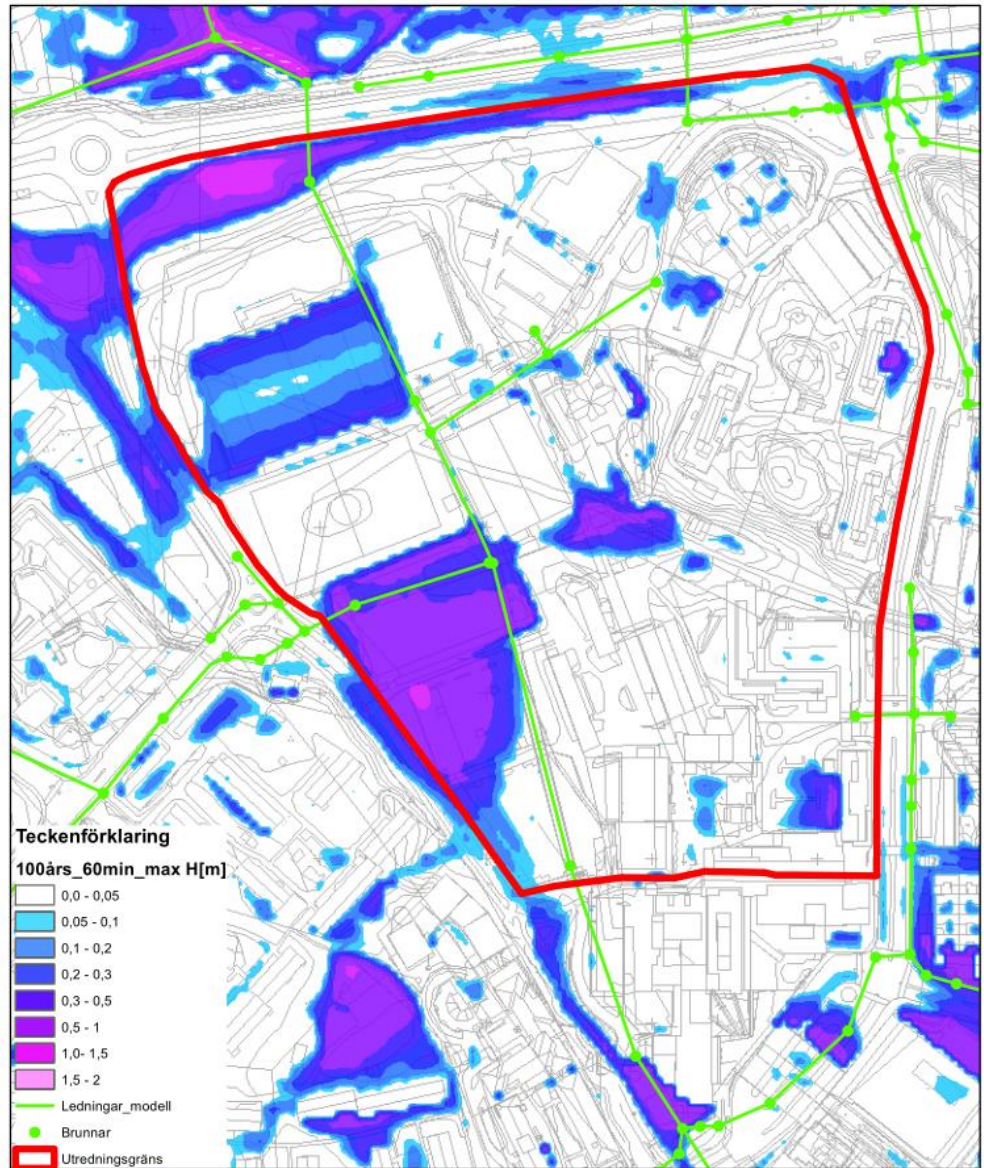 Teckenförklaring
100års_60min_max H[m]
0,0 - 0,05
0,05 - 0,1
0,1 - 0,2
0,2 - 0,3
0,3 - 0,5
0,5 - 1
1,0- 1,5
1,5 - 2
Ledningar_modell
Brunnar
Utredningsgräns